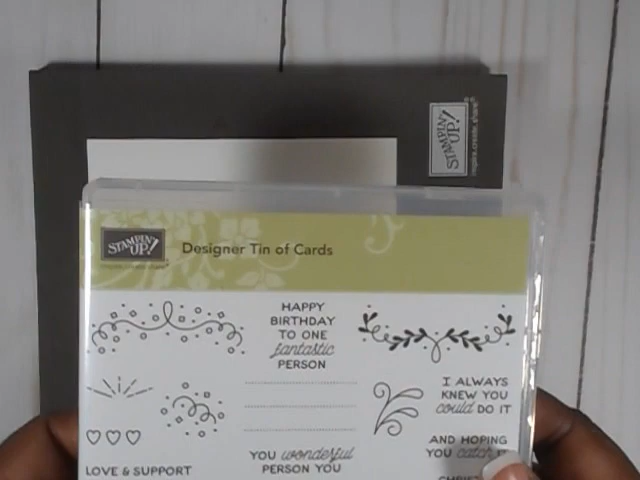 STAMPIN' UP!
STAMPIN' UP!
Designer Tin of Cards
HAPPY
BIRTHDAY
TO ONE
fantastic
PERSON
I ALWAYS
KNEW YOU
could DO IT
AND HOPING
YOU catch
YOU wonderful
PERSON YOU
LOVE & SUPPORT